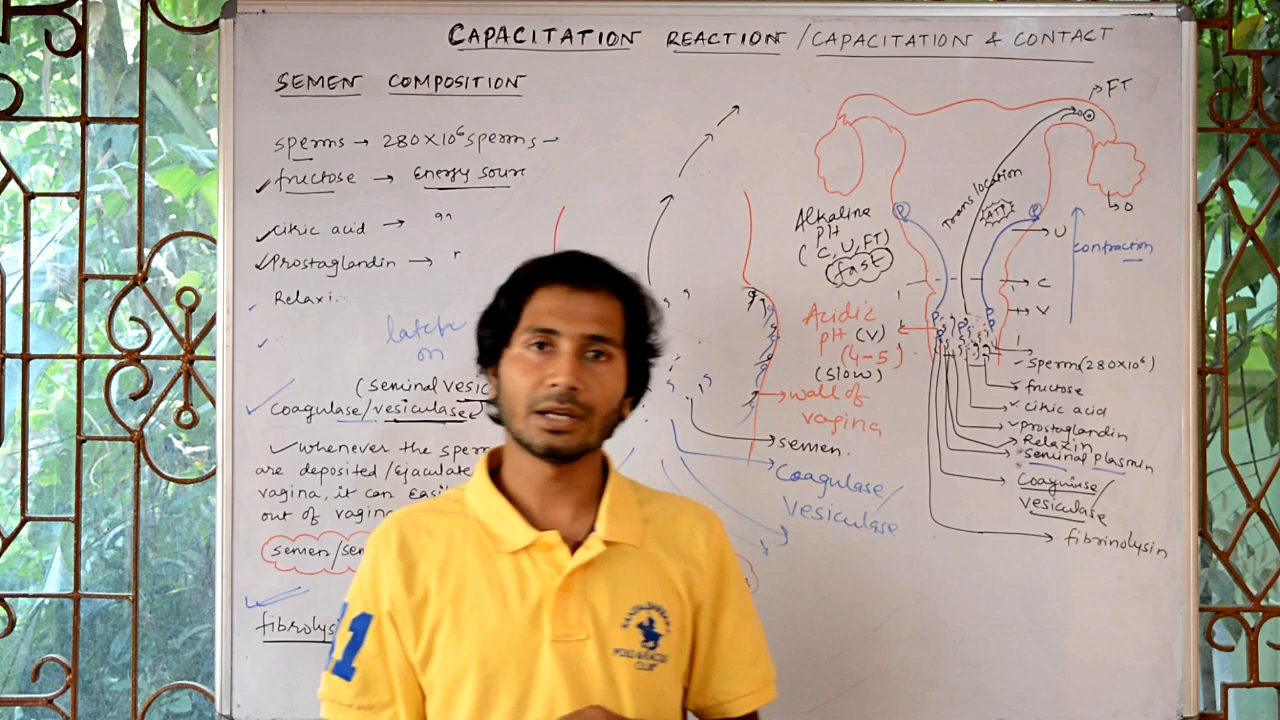 CAPACITATION REACTION /CAPACITATION & CONTACT
SEMEN COMPOSITION
sperms → 280×10⁶ sperms –
fructose → Energy source
citric acid → "
Prostaglandin → "
Relaxi
latch
on
(seminal vesic
coagulase/vesiculase
whenever the sperm
are deposited/ejaculate
vagina, it can easi
out of vagina
semen/se
fibrolys
wall of
vagina
semen.
Coagulase/
Vesiculase
FT
Translocation
ATP
O
U
contraction
P
P
Alkaline
pH
(C, U, FT)
fast
C
V
Acidic
pH (V)
(4-5)
(slow)
Sperm(280×10⁶)
fructose
citric acid
prostaglandin
Relaxin
Seminal plasmin
Coagulase/
vesiculase
fibrinolysin
1